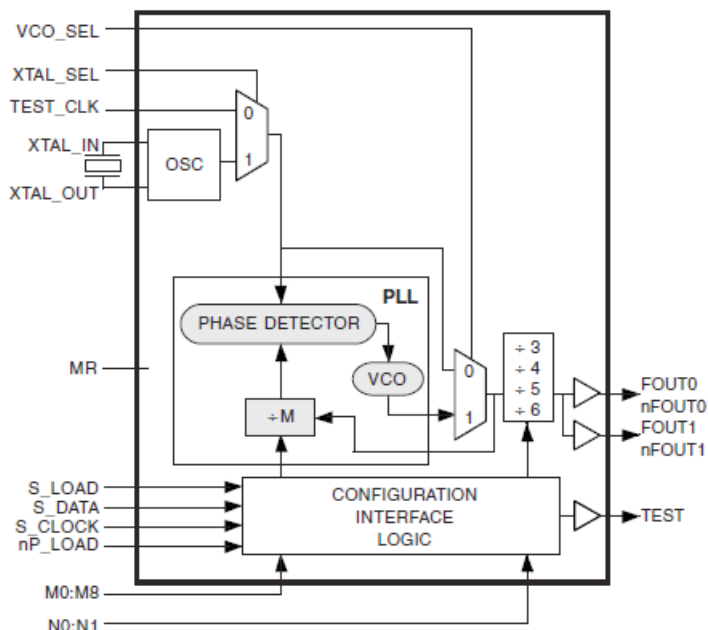 VCO_SEL
XTAL_SEL
TEST_CLK
0
XTAL_IN
OSC
1
XTAL_OUT
PLL
PHASE DETECTOR
MR
VCO
0
1
÷ 3
÷ 4
÷ 5
÷ 6
FOUT0
nFOUT0
FOUT1
nFOUT1
÷M
S_LOAD
S_DATA
S_CLOCK
nP_LOAD
CONFIGURATION
INTERFACE
LOGIC
TEST
M0:M8
N0:N1